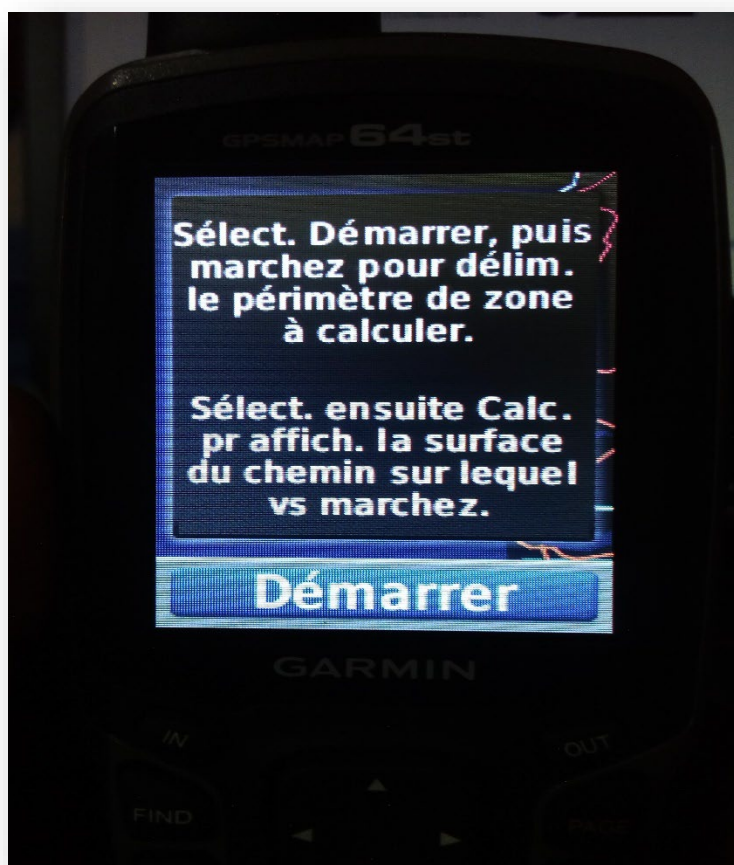 GPSMAP 64st
Sélect. Démarrer, puis
marchez pour délim.
le périmètre de zone
à calculer.
Sélect. ensuite Calc.
pr affich. la surface
du chemin sur lequel
vs marchez.
Démarrer
GARMIN
IN
OUT
FIND
PAGE